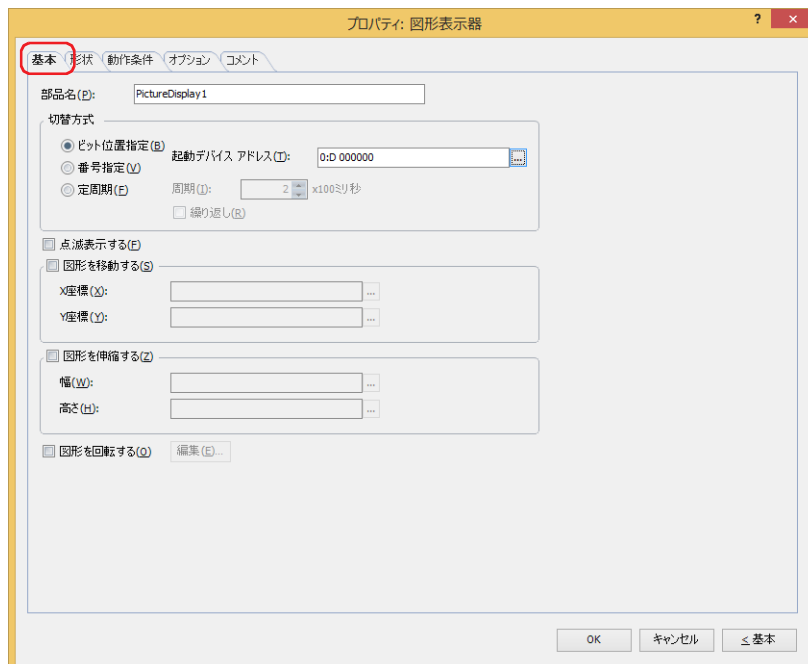 プロパティ: 図形表示器 ? ×
基本 形状 動作条件 オプション コメント
部品名(P): PictureDisplay1
切替方式
ビット位置指定(B)
起動デバイス アドレス(T): 0:D 000000 ...
番号指定(V)
定周期(F) 周期(I): 2 x100ミリ秒
繰り返し(R)
点滅表示する(F)
図形を移動する(S)
X座標(X): ...
Y座標(Y): ...
図形を伸縮する(Z)
幅(W): ...
高さ(H): ...
図形を回転する(O) 編集(E)...
OK キャンセル < 基本